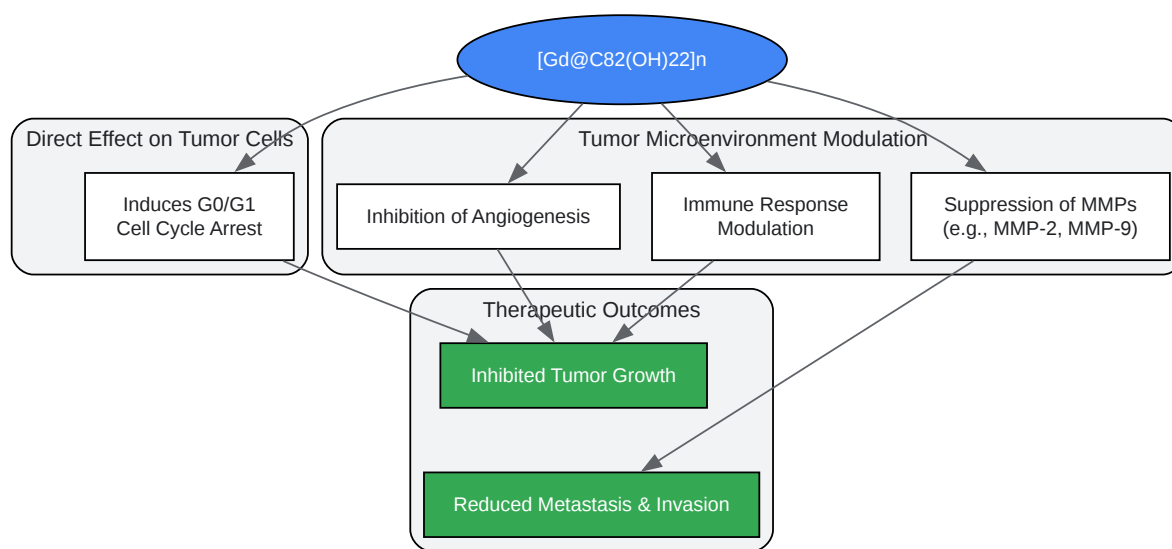 [Gd@C82(OH)22]n
Direct Effect on Tumor Cells
Tumor Microenvironment Modulation
Induces G0/G1
Cell Cycle Arrest
Inhibition of Angiogenesis
Immune Response
Modulation
Suppression of MMPs
(e.g., MMP-2, MMP-9)
Therapeutic Outcomes
Inhibited Tumor Growth
Reduced Metastasis & Invasion